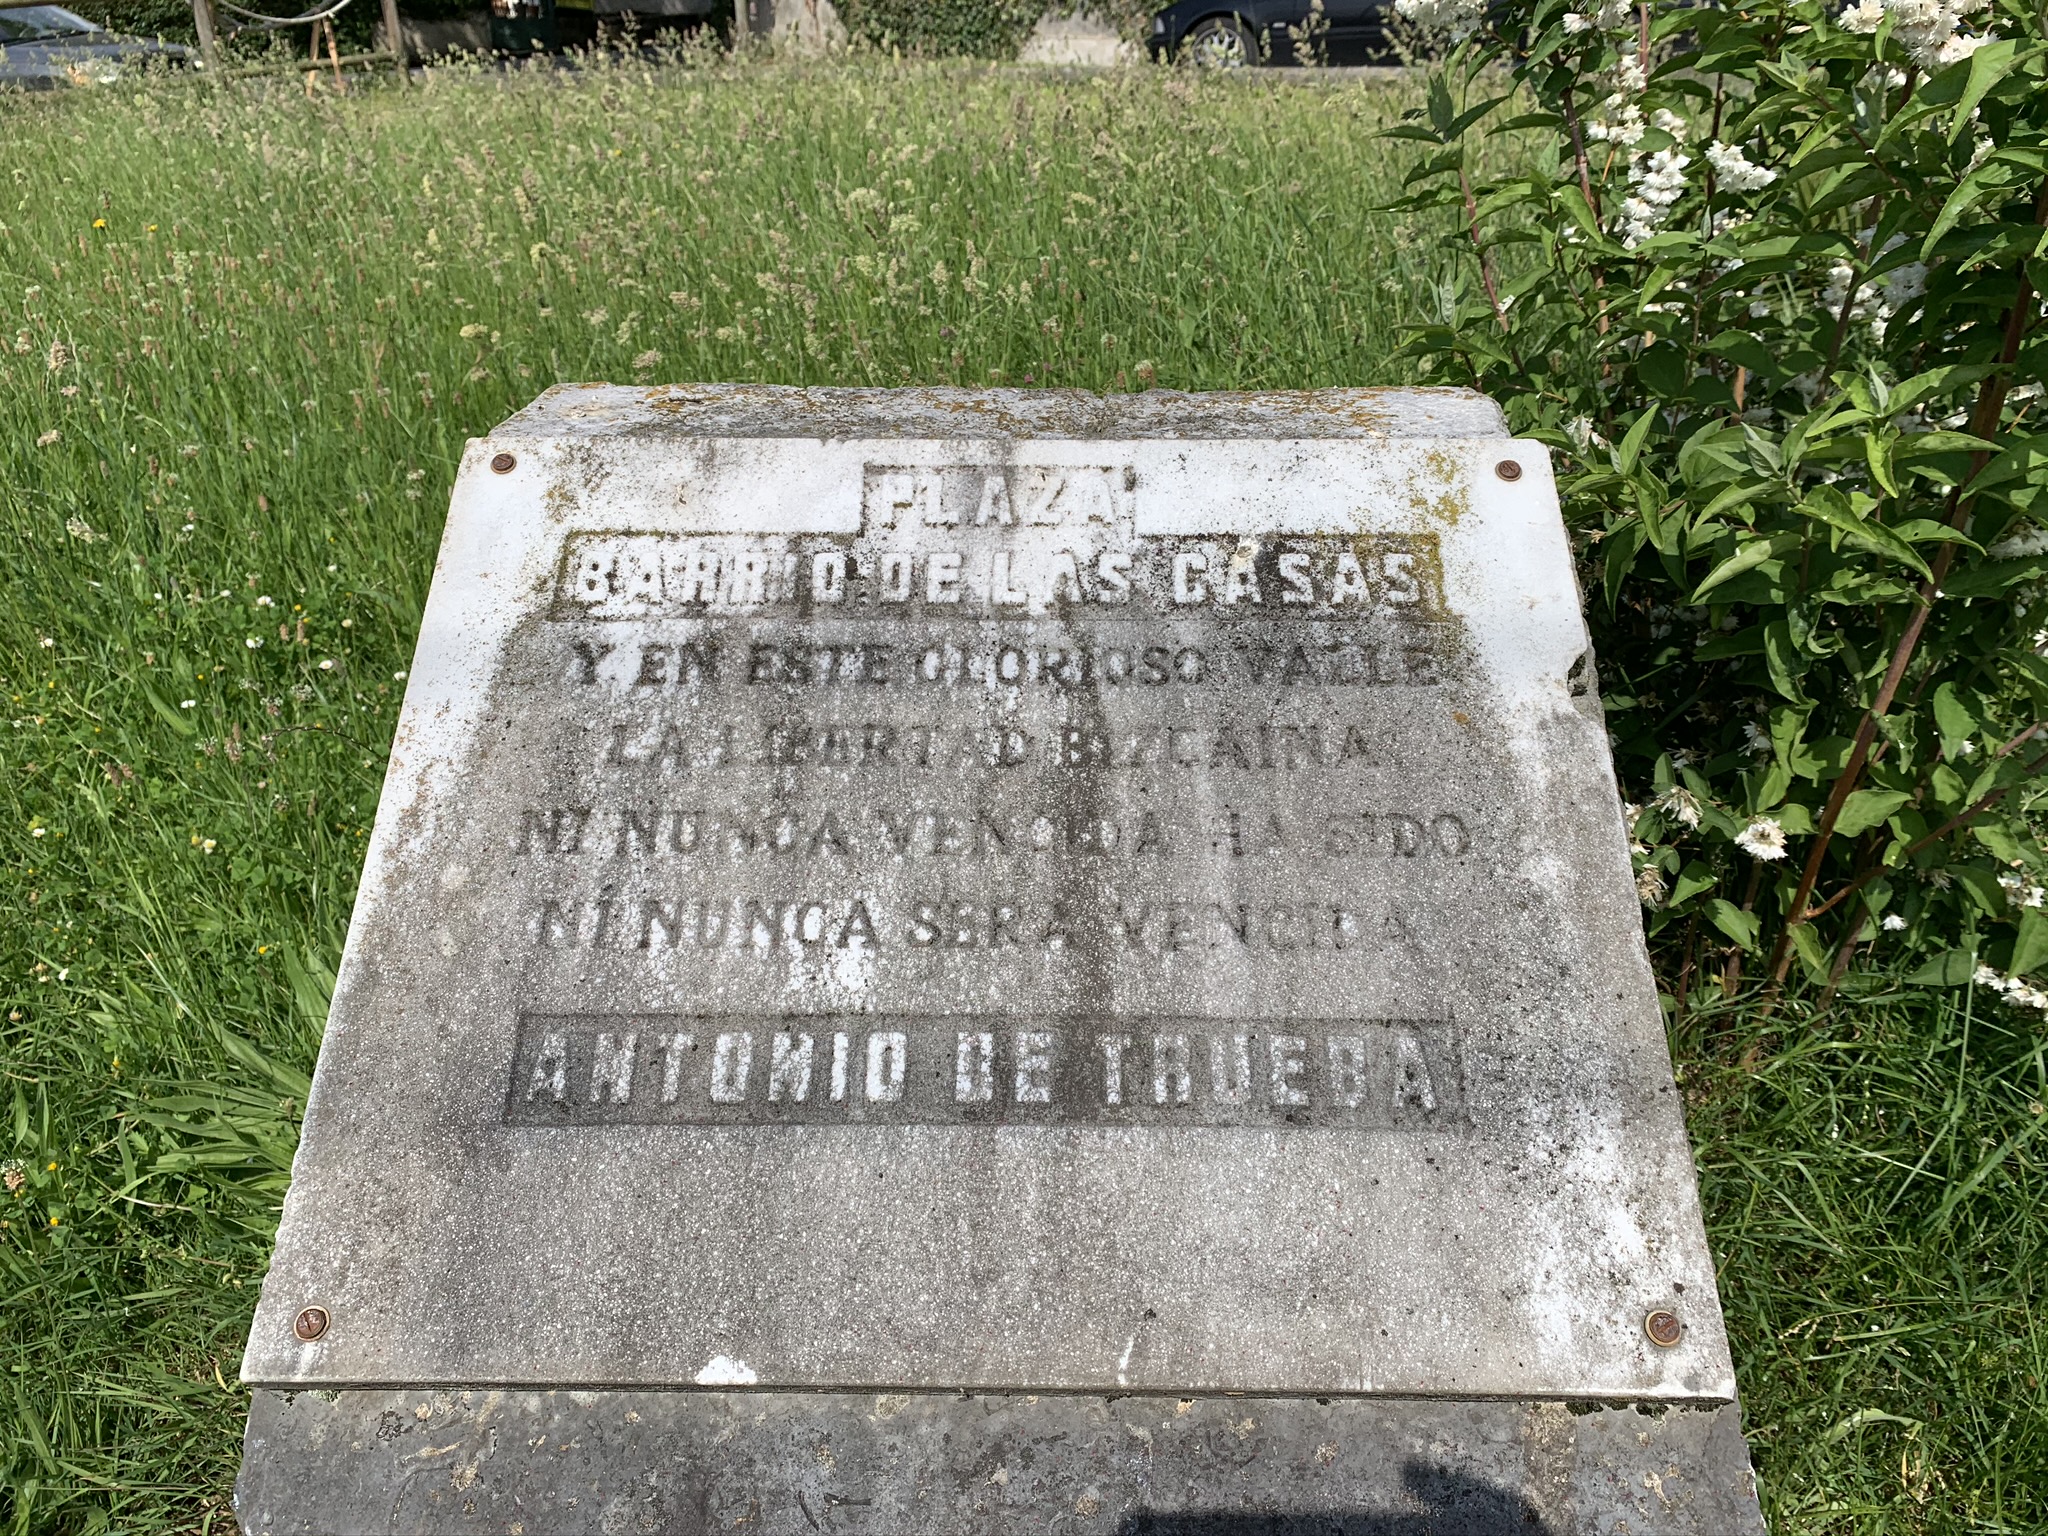 PLAZA
BARRIO DE LAS CASAS
Y EN ESTE GLORIOSO VALLE
LA LIBERTAD BIZCAINA
NI NUNCA VENCIDA HA SIDO
NI NUNCA SERA VENCIDA
ANTONIO DE TRUEBA